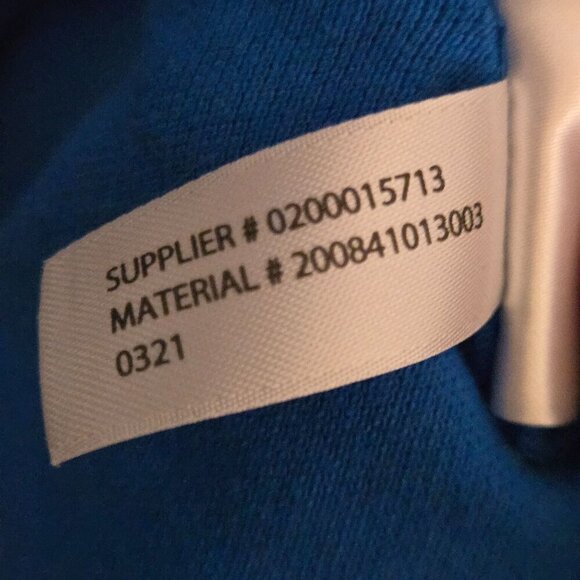 SUPPLIER # 0200015713
MATERIAL # 200841013003
0321